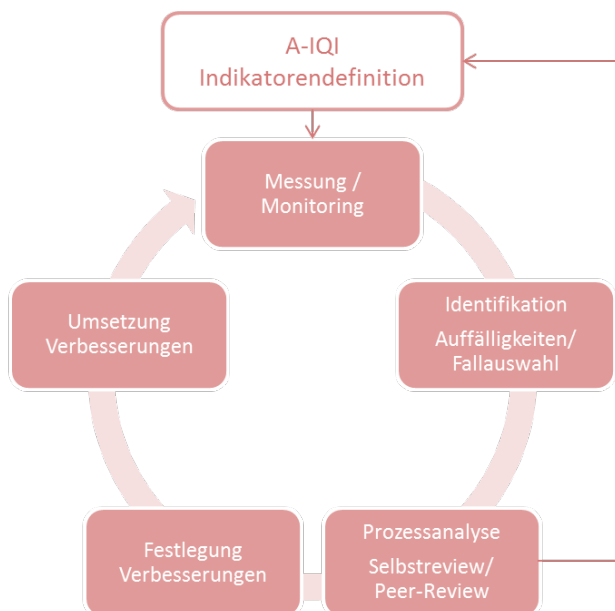 A-IQI
Indikatorendefinition
Messung /
Monitoring
Identifikation
Auffälligkeiten/
Fallauswahl
Prozessanalyse
Selbstreview/
Peer-Review
Festlegung
Verbesserungen
Umsetzung
Verbesserungen